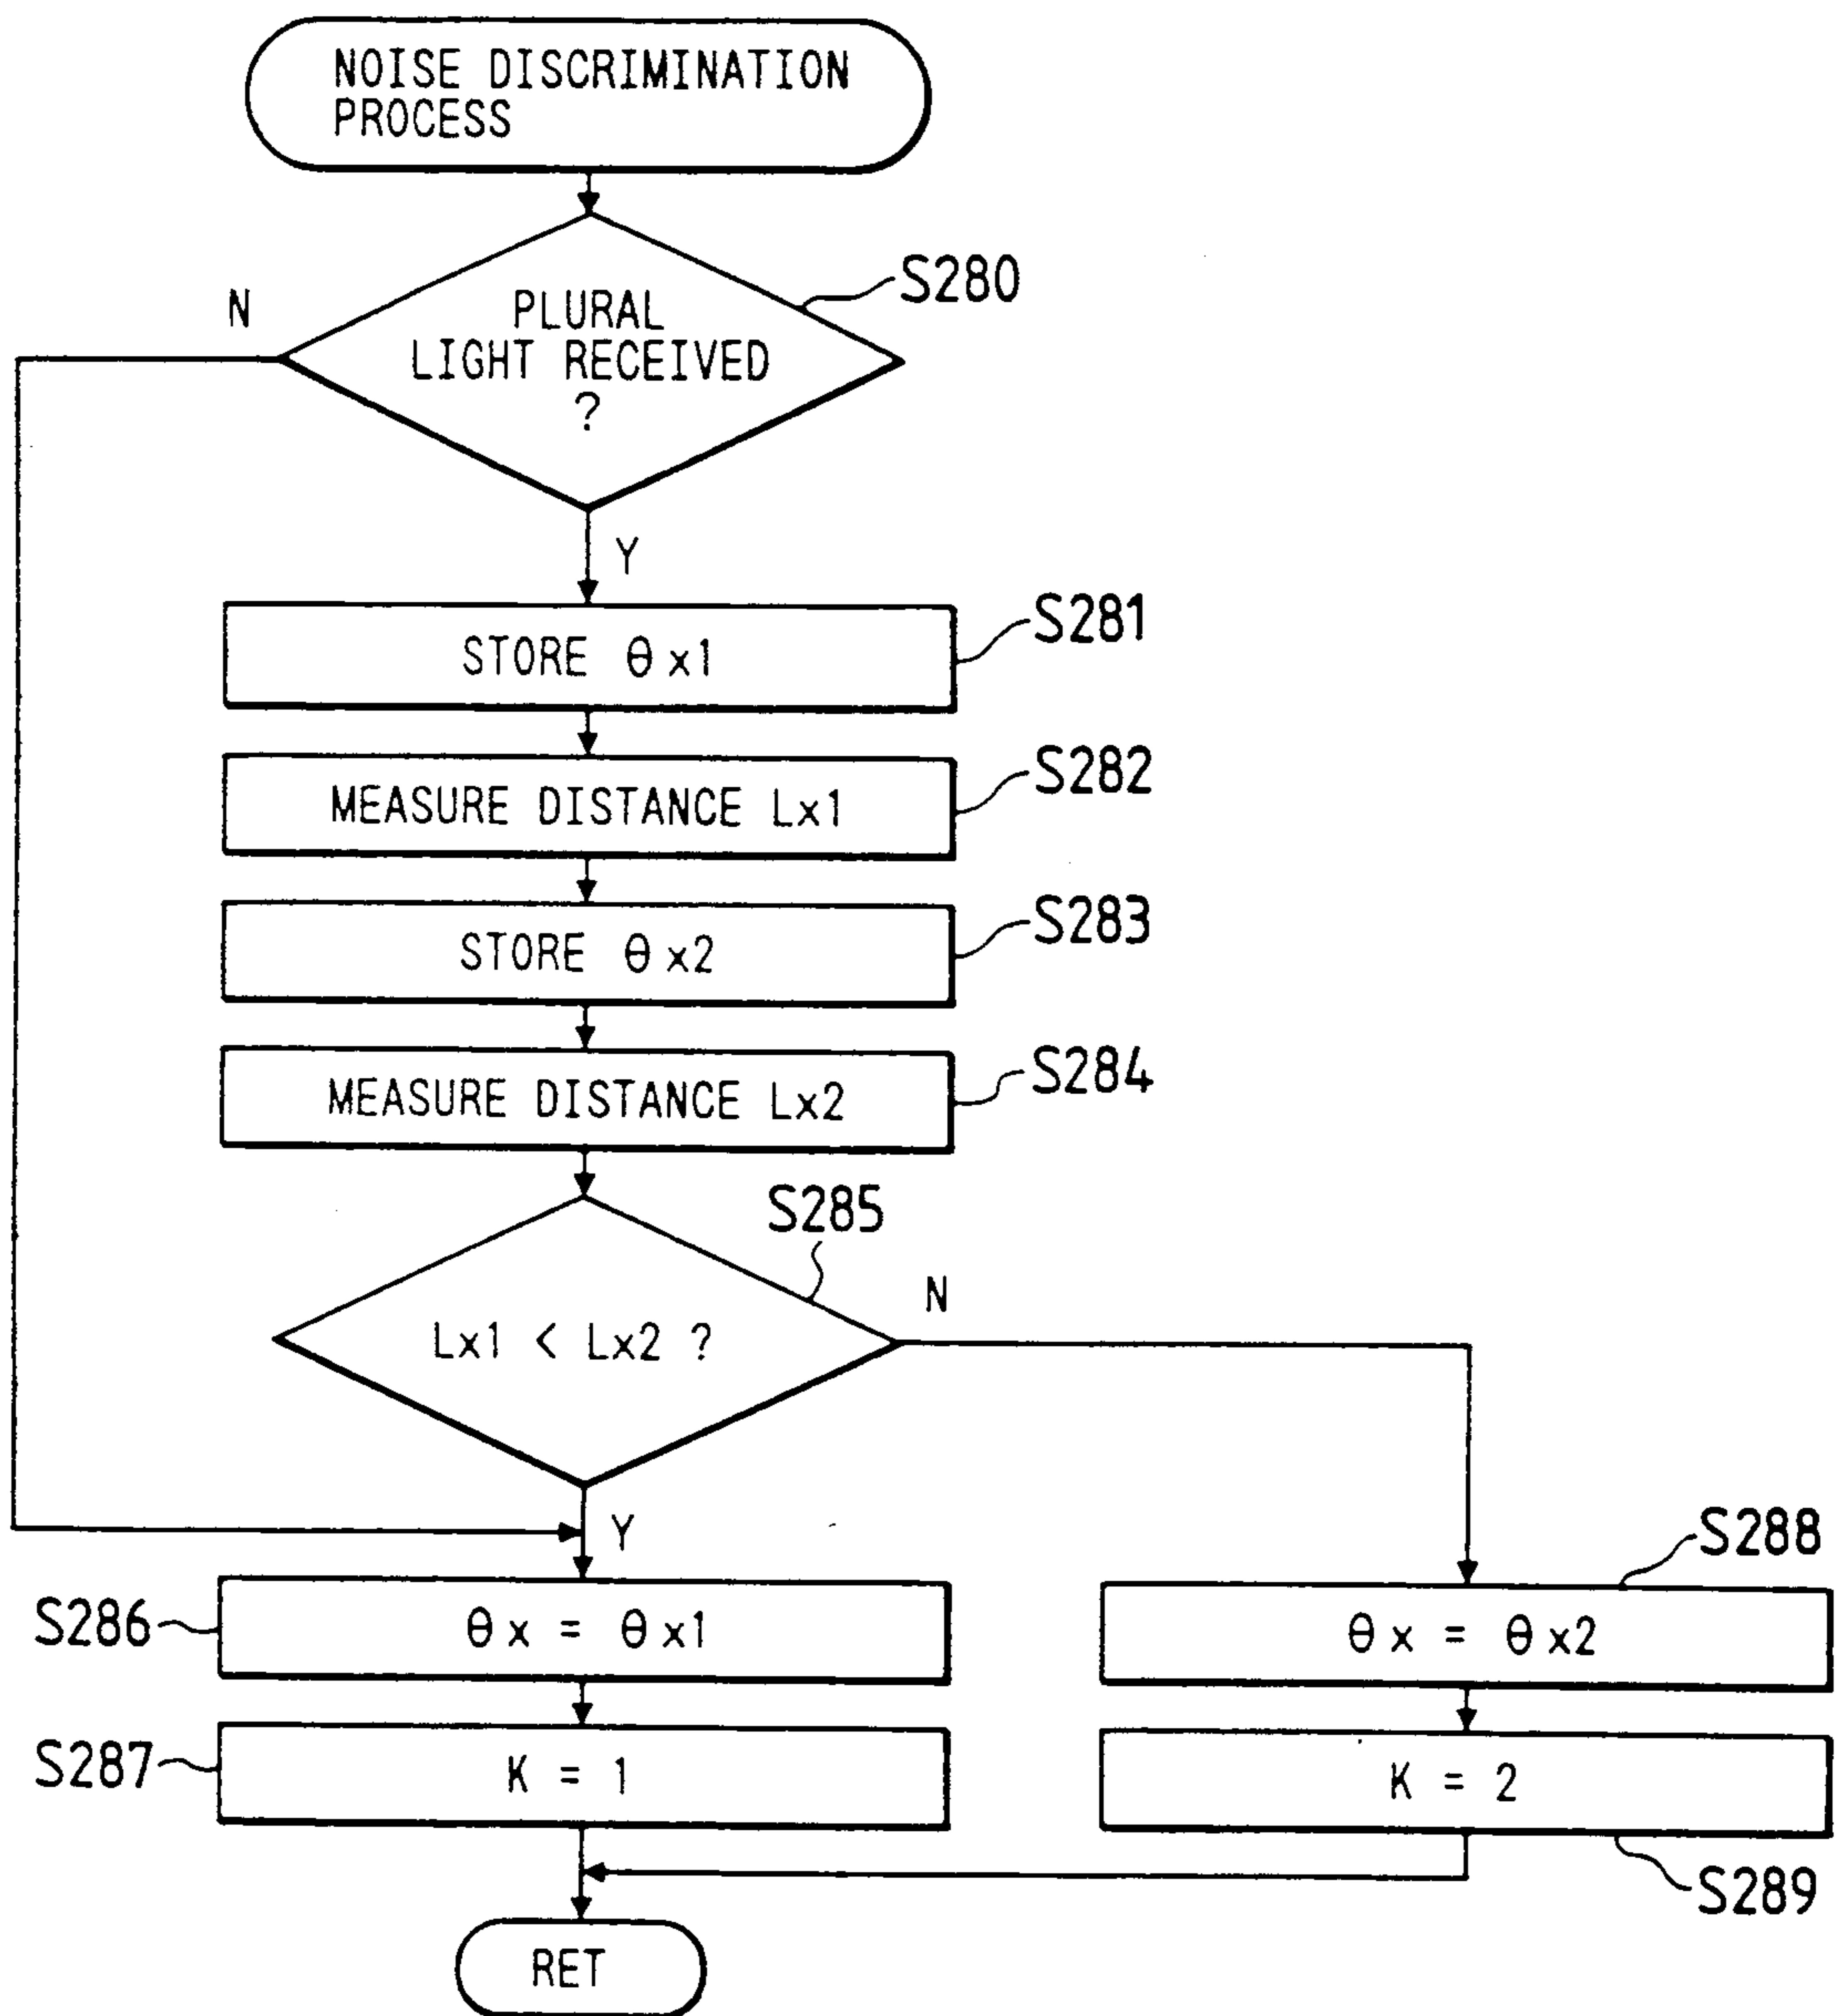 NOISE DISCRIMINATION
PROCESS
S280
N
PLURAL
LIGHT RECEIVED
?
Y
S281
STORE θx1
S282
MEASURE DISTANCE Lx1
S283
STORE θx2
S284
MEASURE DISTANCE Lx2
S285
N
Lx1 < Lx2 ?
Y
S288
S286
θx = θx1
θx = θx2
S287
K = 1
K = 2
S289
RET